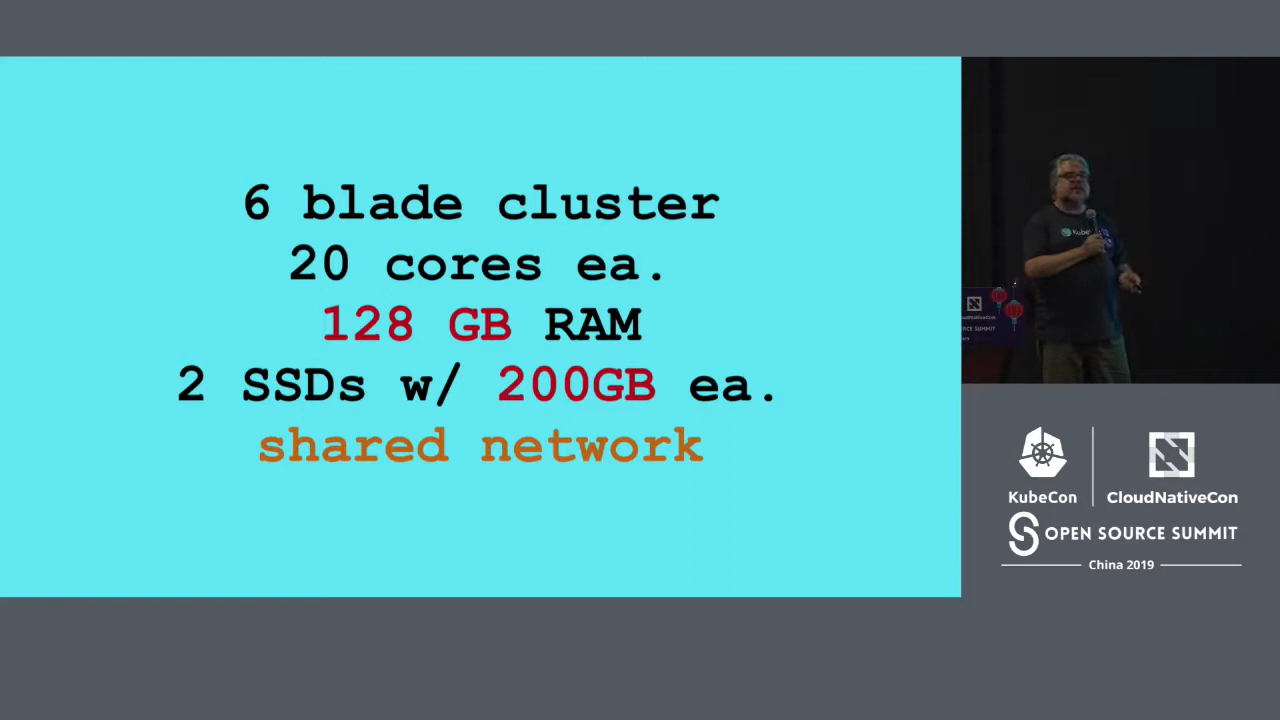 6 blade cluster
20 cores ea.
128 GB RAM
2 SSDs w/ 200GB ea.
shared network
KubeCon
CloudNativeCon
OPEN SOURCE SUMMIT
China 2019